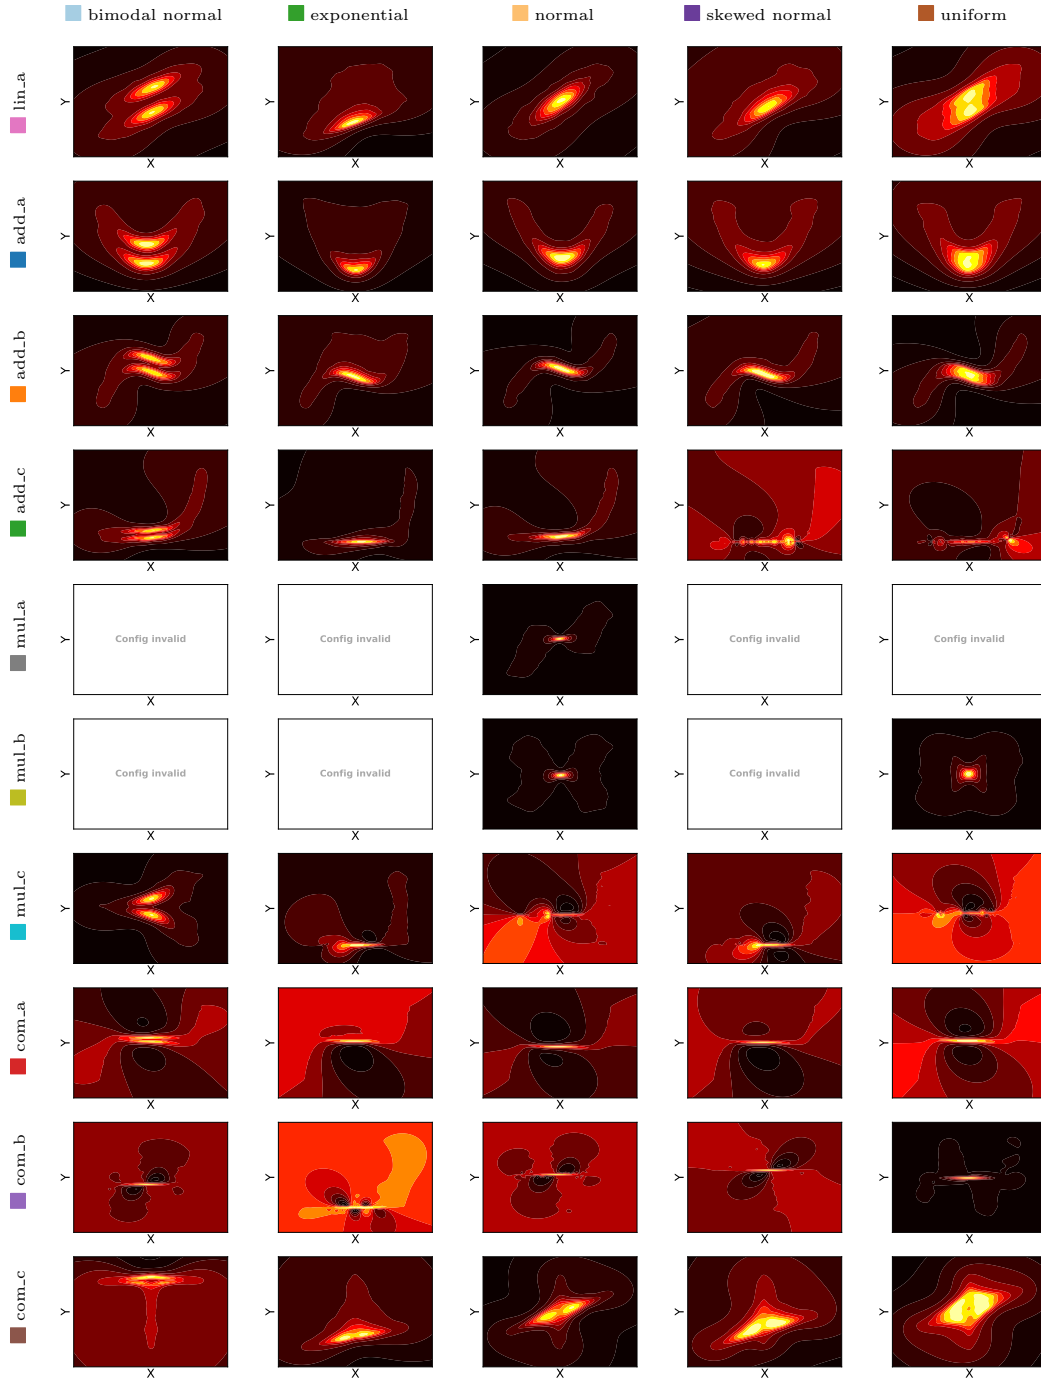 bimodal normal exponential normal skewed normal uniform
lin_a
Y Y Y Y Y
X X X X X
add_a
Y Y Y Y Y
X X X X X
add_b
Y Y Y Y Y
X X X X X
add_c
Y Y Y Y Y
X X X X X
mul_a
Y Config invalid Y Config invalid Y Y Config invalid Y Config invalid
X X X X X
mul_b
Y Config invalid Y Config invalid Y Y Config invalid Y
X X X X X
mul_c
Y Y Y Y Y
X X X X X
com_a
Y Y Y Y Y
X X X X X
com_b
Y Y Y Y Y
X X X X X
com_c
Y Y Y Y Y
X X X X X